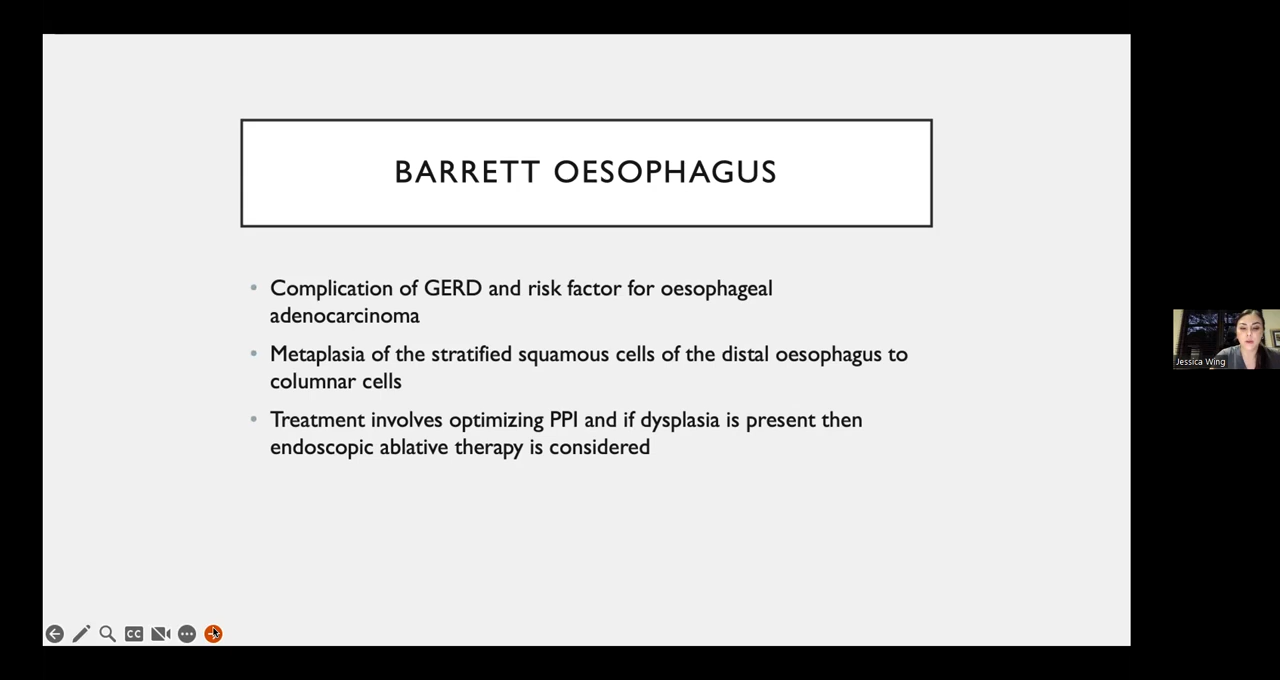 BARRETT OESOPHAGUS
• Complication of GERD and risk factor for oesophageal
adenocarcinoma
• Metaplasia of the stratified squamous cells of the distal oesophagus to
columnar cells
• Treatment involves optimizing PPI and if dysplasia is present then
endoscopic ablative therapy is considered
Jessica Wing
CC